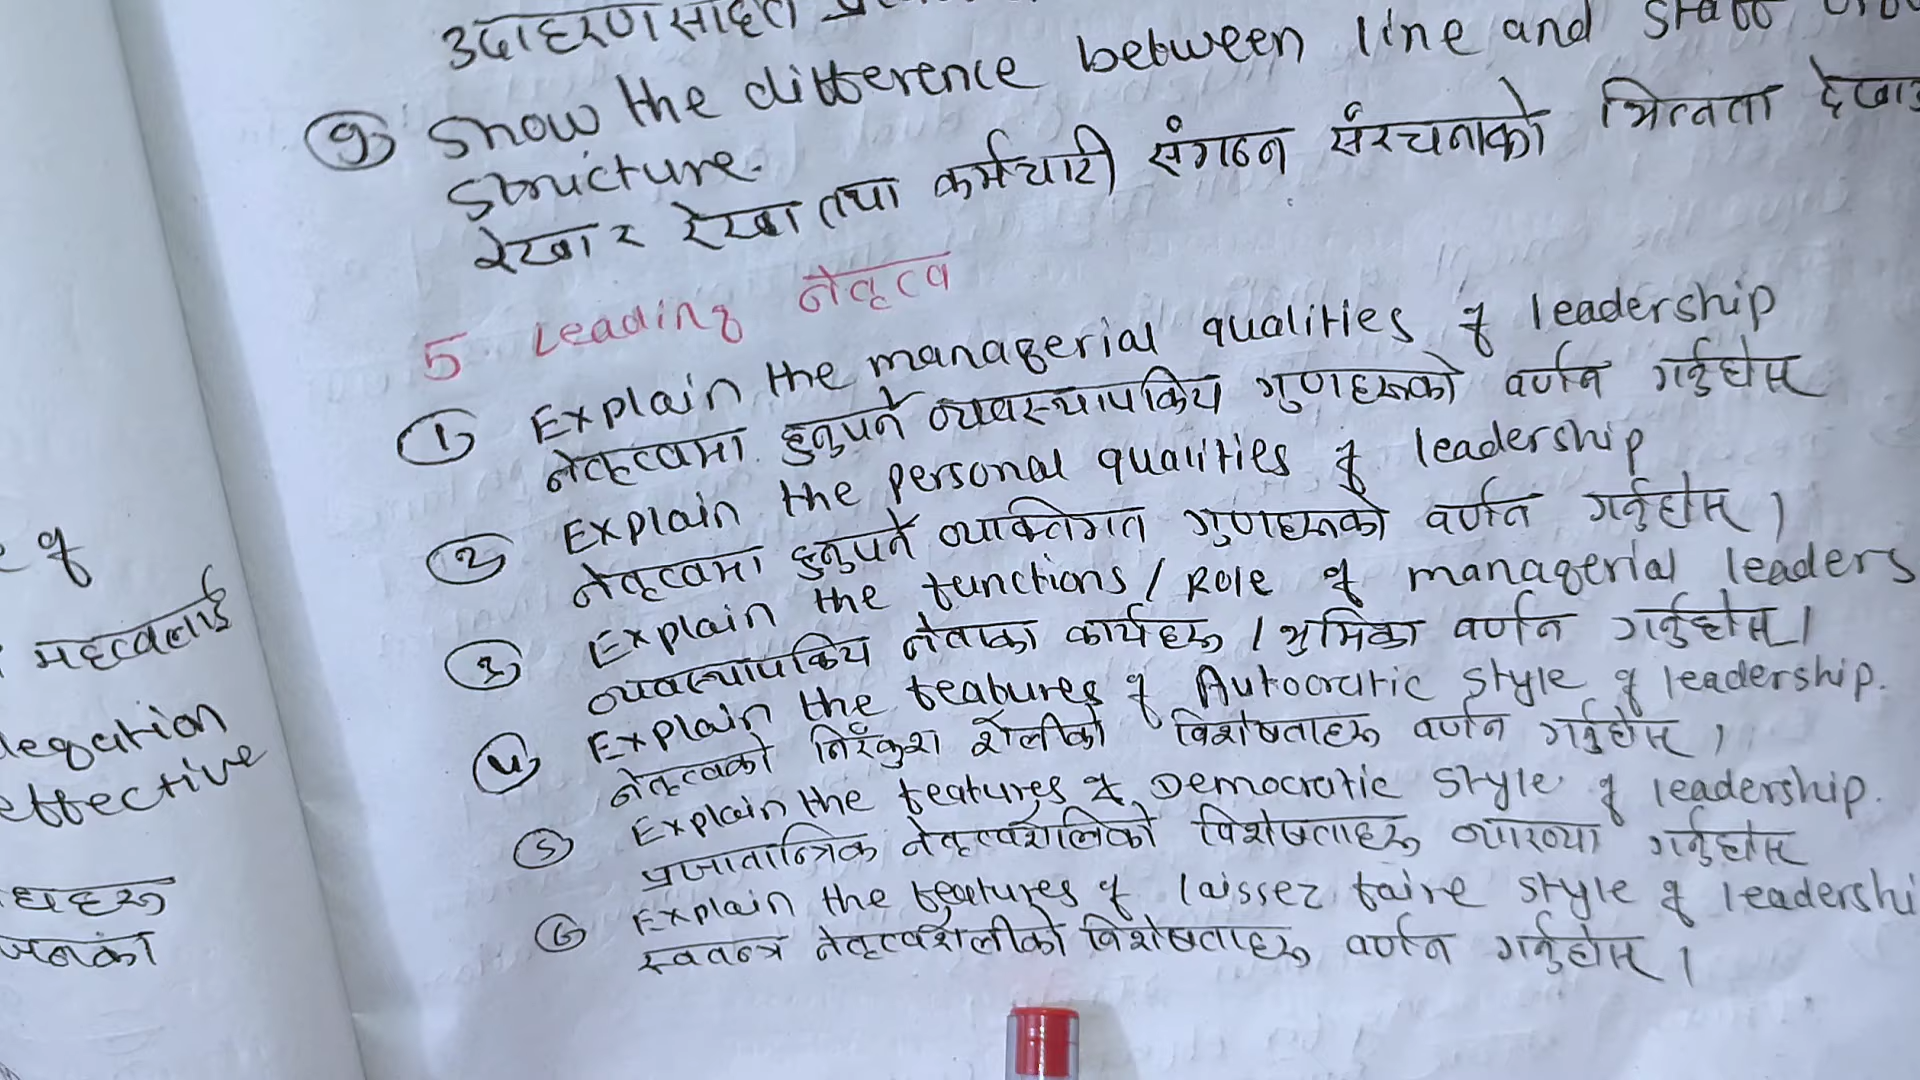 उदाहरण सहित
९ Show the difference between line and staff
structure.
रेखा र रेखा तथा कर्मचारी संगठन संरचनाको भिन्नता
5 Leading नेतृत्व
1 Explain the managerial qualities of leadership
नेतृत्वमा हुनुपर्ने व्यवस्थापकिय गुणहरूको वर्णन गर्नुहोस्
2 Explain the personal qualities of leadership
नेतृत्वमा हुनुपर्ने व्यक्तिगत गुणहरूको वर्णन गर्नुहोस् ।
3 Explain the functions / Role of managerial leaders
व्यवस्थापकिय नेताका कार्यहरू / भुमिका वर्णन गर्नुहोस् ।
4 Explain the features of Autocratic style of leadership.
नेतृत्वको निरँकुश शैलीको विशेषताहरू वर्णन गर्नुहोस् ।
5 Explain the features of Democratic style of leadership.
प्रजातान्त्रिक नेतृत्वशैलिको विशेषताहरू व्याख्या गर्नुहोस्
6 Explain the features of laissez faire style of leadershi
स्वतन्त्र नेतृत्वशैलीको विशेषताहरू वर्णन गर्नुहोस् ।
of
महत्वलाई
legation
effective